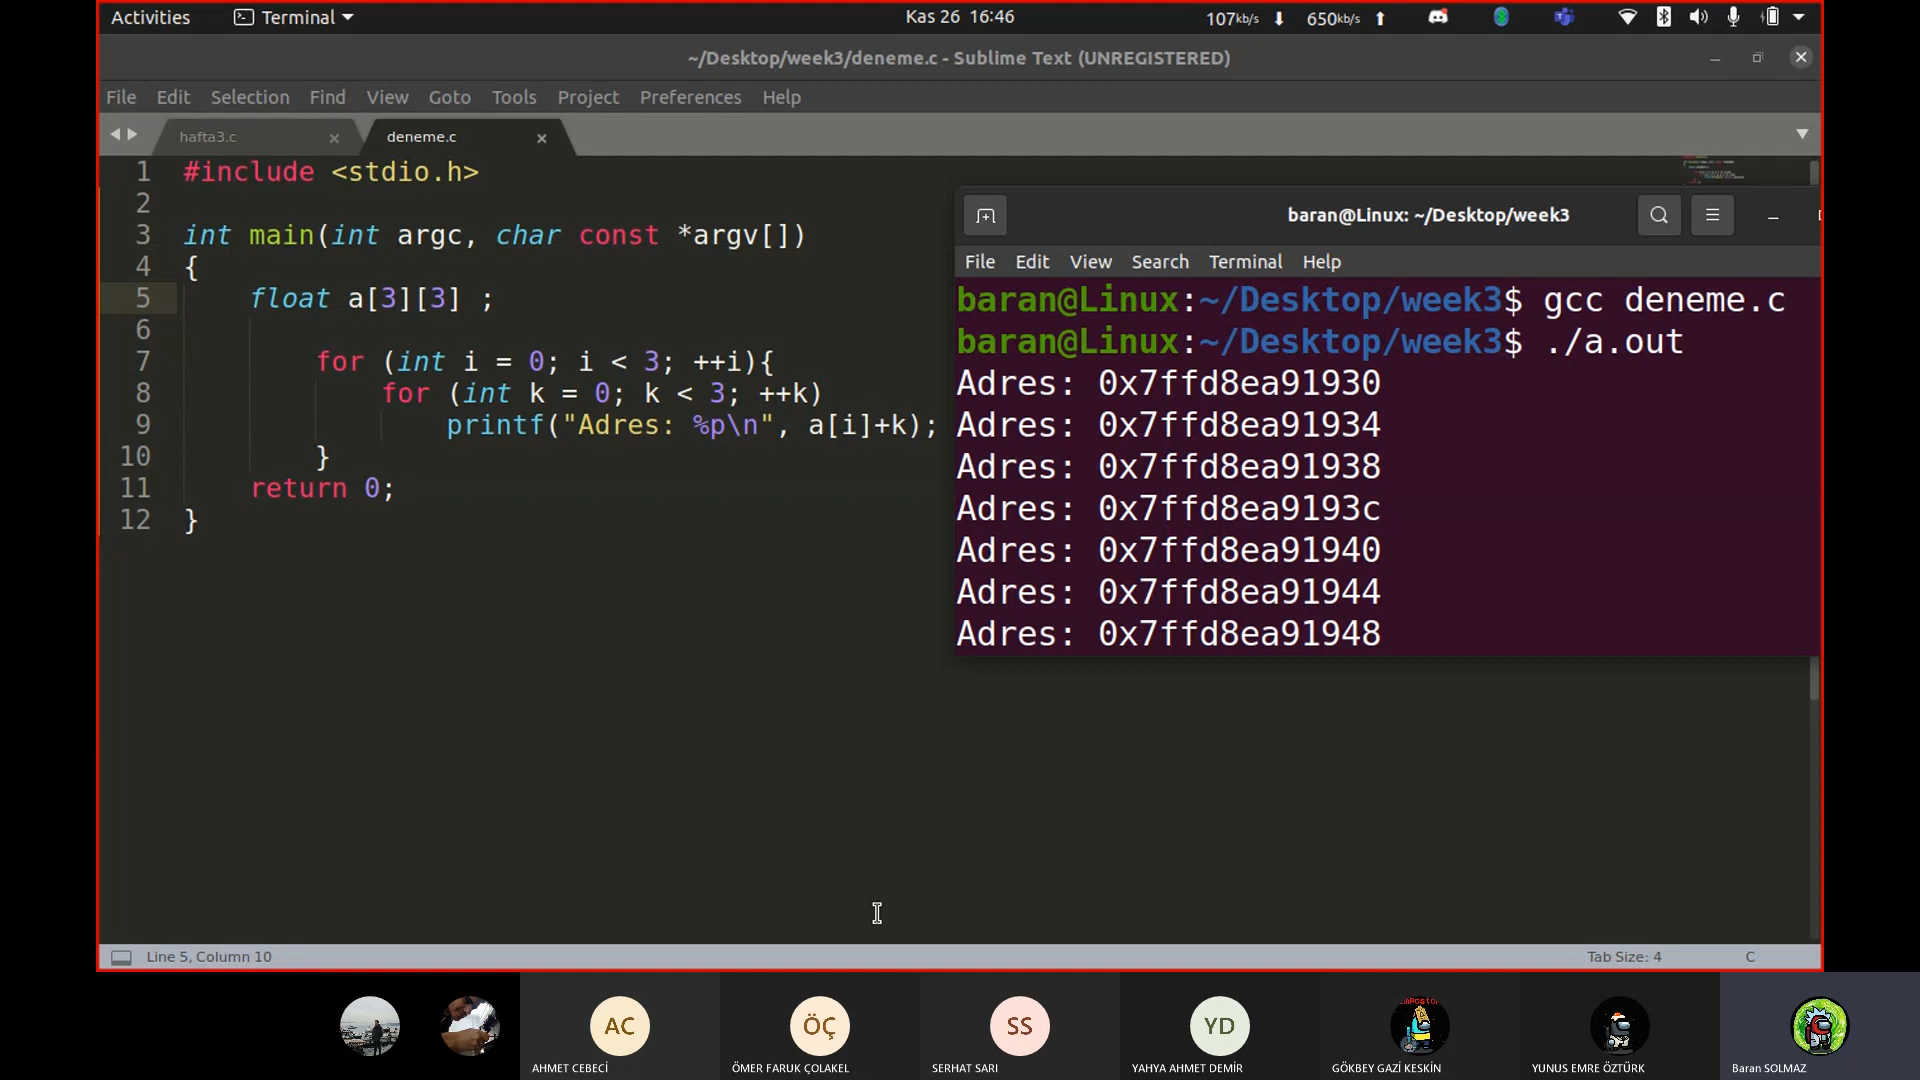 Activities Terminal Kas 26 16:46 107kb/s 650kb/s
~/Desktop/week3/deneme.c - Sublime Text (UNREGISTERED)
File Edit Selection Find View Goto Tools Project Preferences Help
hafta3.c deneme.c
1 #include <stdio.h>
2
3 int main(int argc, char const *argv[])
4 {
5 float a[3][3] ;
6
7 for (int i = 0; i < 3; ++i){
8 for (int k = 0; k < 3; ++k)
9 printf("Adres: %p\n", a[i]+k);
10 }
11 return 0;
12 }
baran@Linux: ~/Desktop/week3
File Edit View Search Terminal Help
baran@Linux:~/Desktop/week3$ gcc deneme.c
baran@Linux:~/Desktop/week3$ ./a.out
Adres: 0x7ffd8ea91930
Adres: 0x7ffd8ea91934
Adres: 0x7ffd8ea91938
Adres: 0x7ffd8ea9193c
Adres: 0x7ffd8ea91940
Adres: 0x7ffd8ea91944
Adres: 0x7ffd8ea91948
Line 5, Column 10 Tab Size: 4 C
AC ÖÇ SS YD
AHMET CEBECİ ÖMER FARUK ÇOLAKEL SERHAT SARI YAHYA AHMET DEMİR GÖKBEY GAZİ KESKİN YUNUS EMRE ÖZTÜRK Baran SOLMAZ